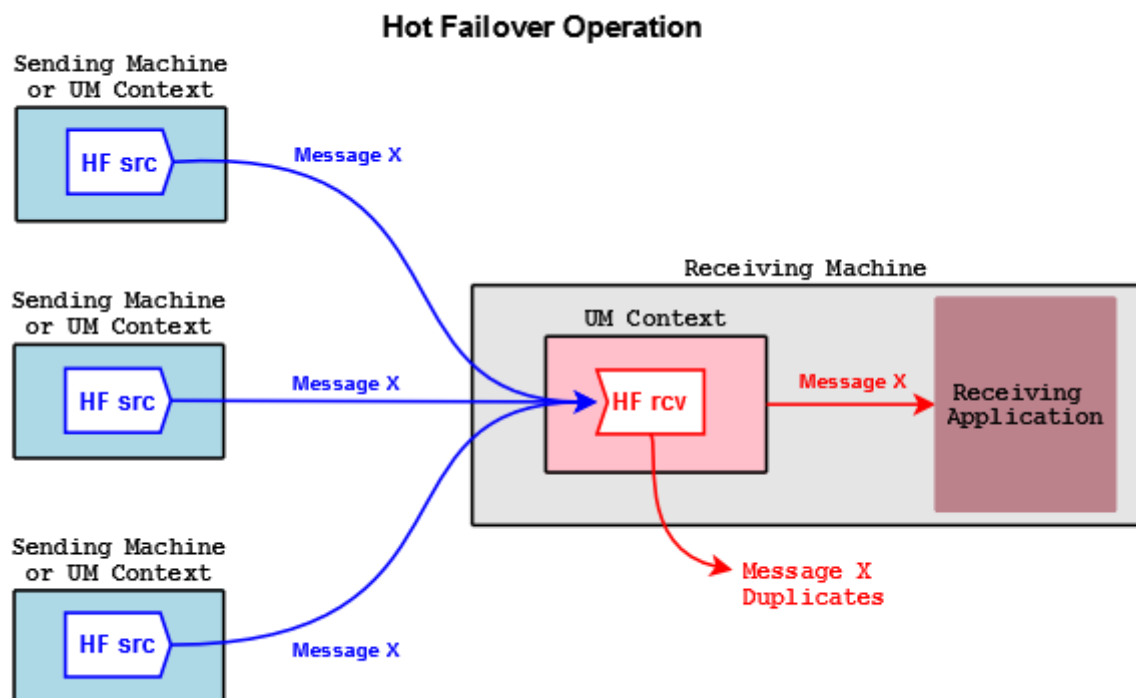 Hot Failover Operation
Sending Machine
or UM Context
HF src
Message X
Sending Machine
or UM Context
HF src
Message X
Sending Machine
or UM Context
HF src
Message X
Receiving Machine
UM Context
HF rcv
Message X
Receiving
Application
Message X
Duplicates